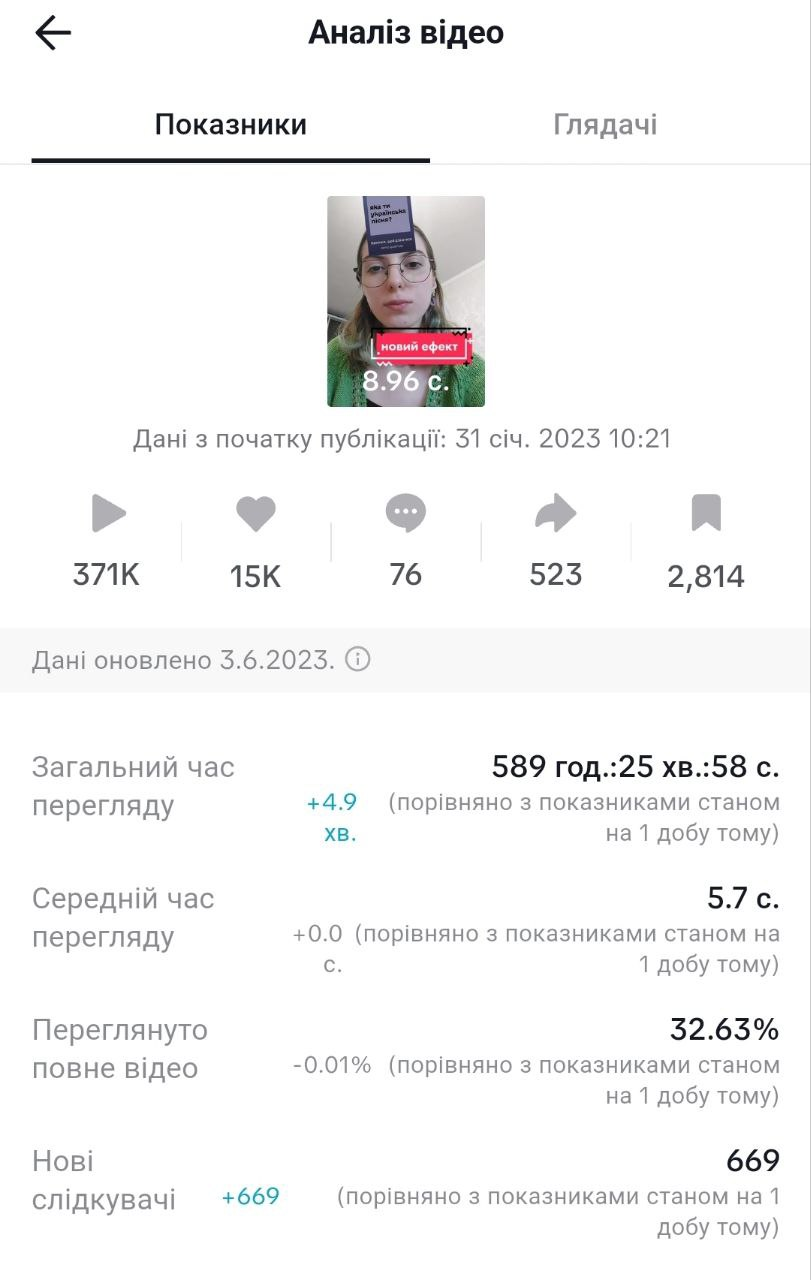 Аналіз відео
Показники
Глядачі
яка ти
українська
пісня?
новий ефект
8.96 с.
Дані з початку публікації: 31 січ. 2023 10:21
371K
15K
76
523
2,814
Дані оновлено 3.6.2023.
Загальний час
перегляду
589 год.:25 хв.:58 с.
+4.9
хв.
(порівняно з показниками станом
на 1 добу тому)
Середній час
перегляду
5.7 с.
+0.0
с.
(порівняно з показниками станом на
1 добу тому)
Переглянуто
повне відео
32.63%
-0.01%
(порівняно з показниками станом
на 1 добу тому)
Нові
слідкувачі
669
+669
(порівняно з показниками станом на 1
добу тому)